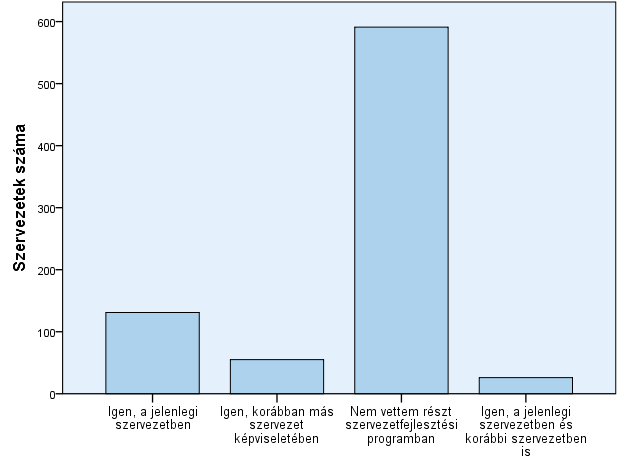 Szervezetek száma
600
500
400
300
200
100
0
Igen, a jelenlegi
szervezetben
Igen, korábban más
szervezet
képviseletében
Nem vettem részt
szervezetfejlesztési
programban
Igen, a jelenlegi
szervezetben és
korábbi szervezetben
is